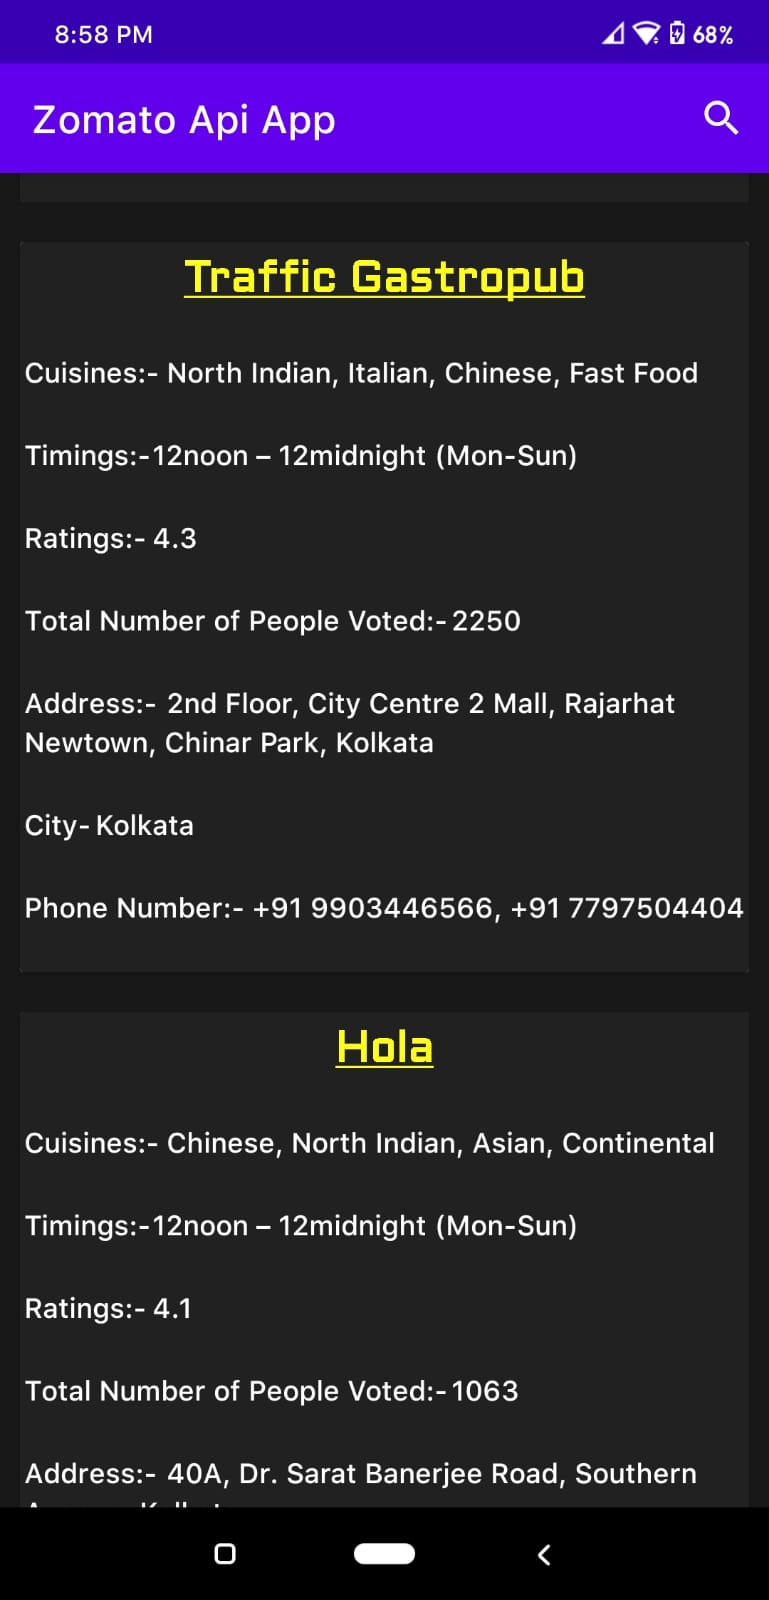 8:58 PM
68%
Zomato Api App
Traffic Gastropub
Cuisines:- North Indian, Italian, Chinese, Fast Food
Timings:-12noon – 12midnight (Mon-Sun)
Ratings:- 4.3
Total Number of People Voted:- 2250
Address:- 2nd Floor, City Centre 2 Mall, Rajarhat
Newtown, Chinar Park, Kolkata
City- Kolkata
Phone Number:- +91 9903446566, +91 7797504404
Hola
Cuisines:- Chinese, North Indian, Asian, Continental
Timings:-12noon – 12midnight (Mon-Sun)
Ratings:- 4.1
Total Number of People Voted:- 1063
Address:- 40A, Dr. Sarat Banerjee Road, Southern